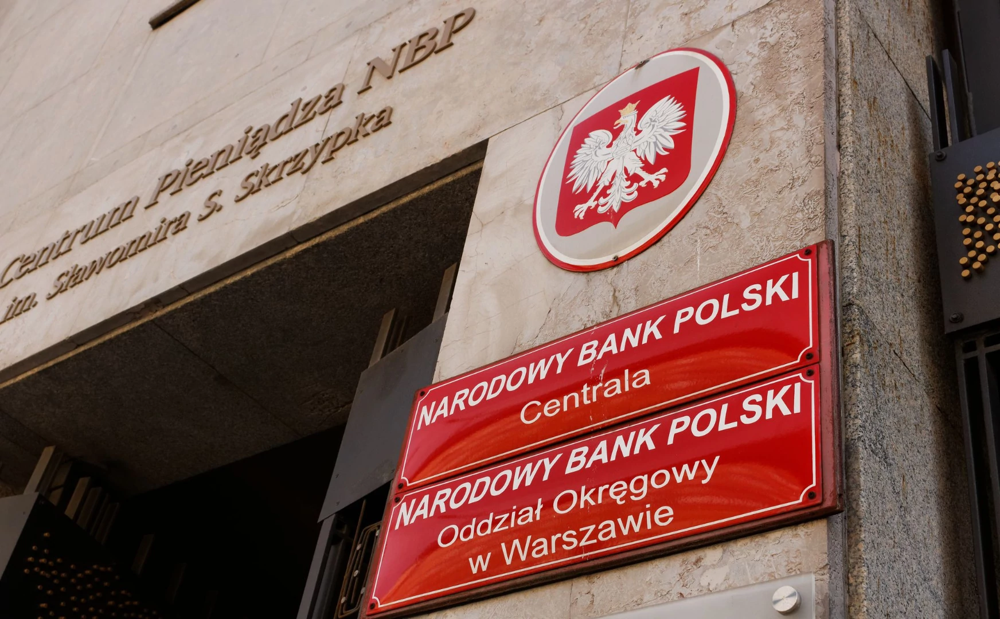 Centrum Pieniądza NBP
im. Sławomira S. Skrzypka
NARODOWY BANK POLSKI
Centrala
NARODOWY BANK POLSKI
Oddział Okręgowy
w Warszawie